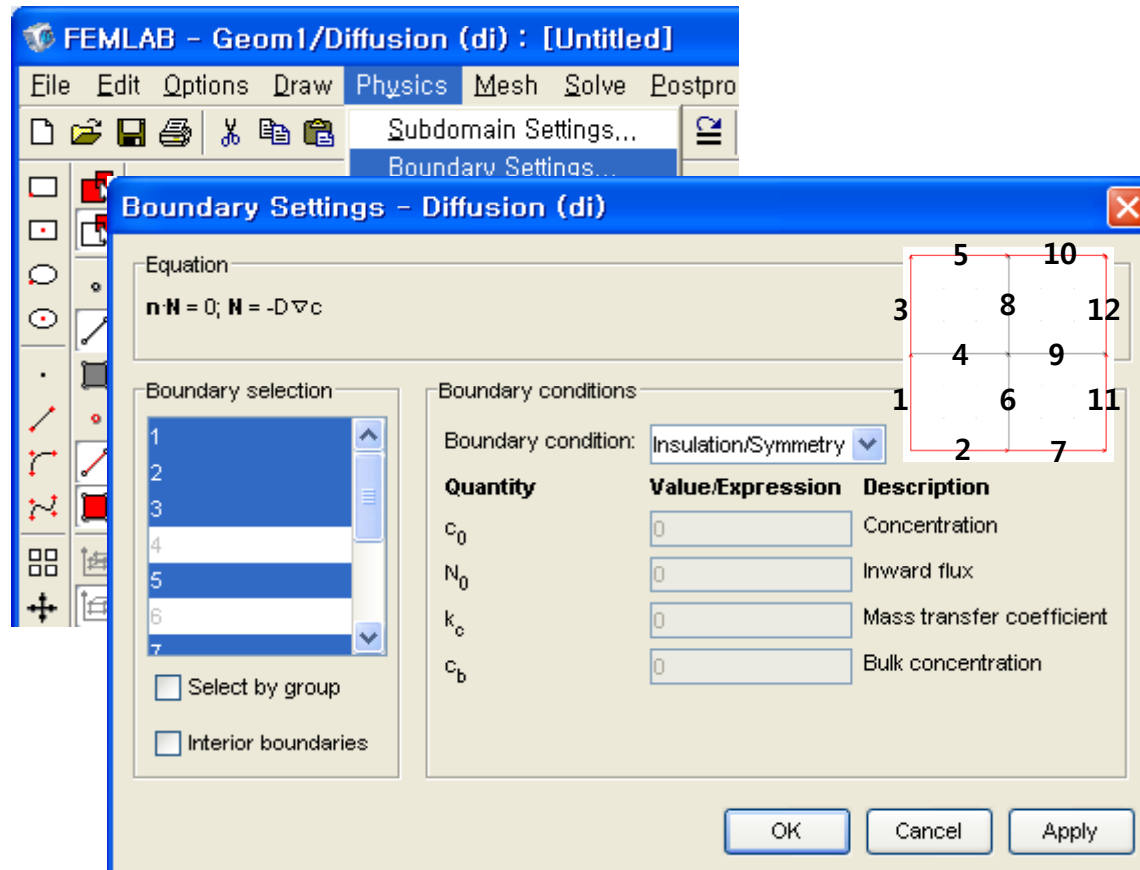 FEMLAB - Geom1/Diffusion (di) : [Untitled]
File Edit Options Draw Physics Mesh Solve Postpro
Subdomain Settings...
Boundary Settings...
Boundary Settings - Diffusion (di)
Equation
n·N = 0; N = -D∇c
5 10
3 8 12
4 9
1 6 11
2 7
Boundary selection
1
2
3
4
5
6
7
Select by group
Interior boundaries
Boundary conditions
Boundary condition: Insulation/Symmetry
Quantity Value/Expression Description
c0 0 Concentration
N0 0 Inward flux
kc 0 Mass transfer coefficient
cb 0 Bulk concentration
OK Cancel Apply